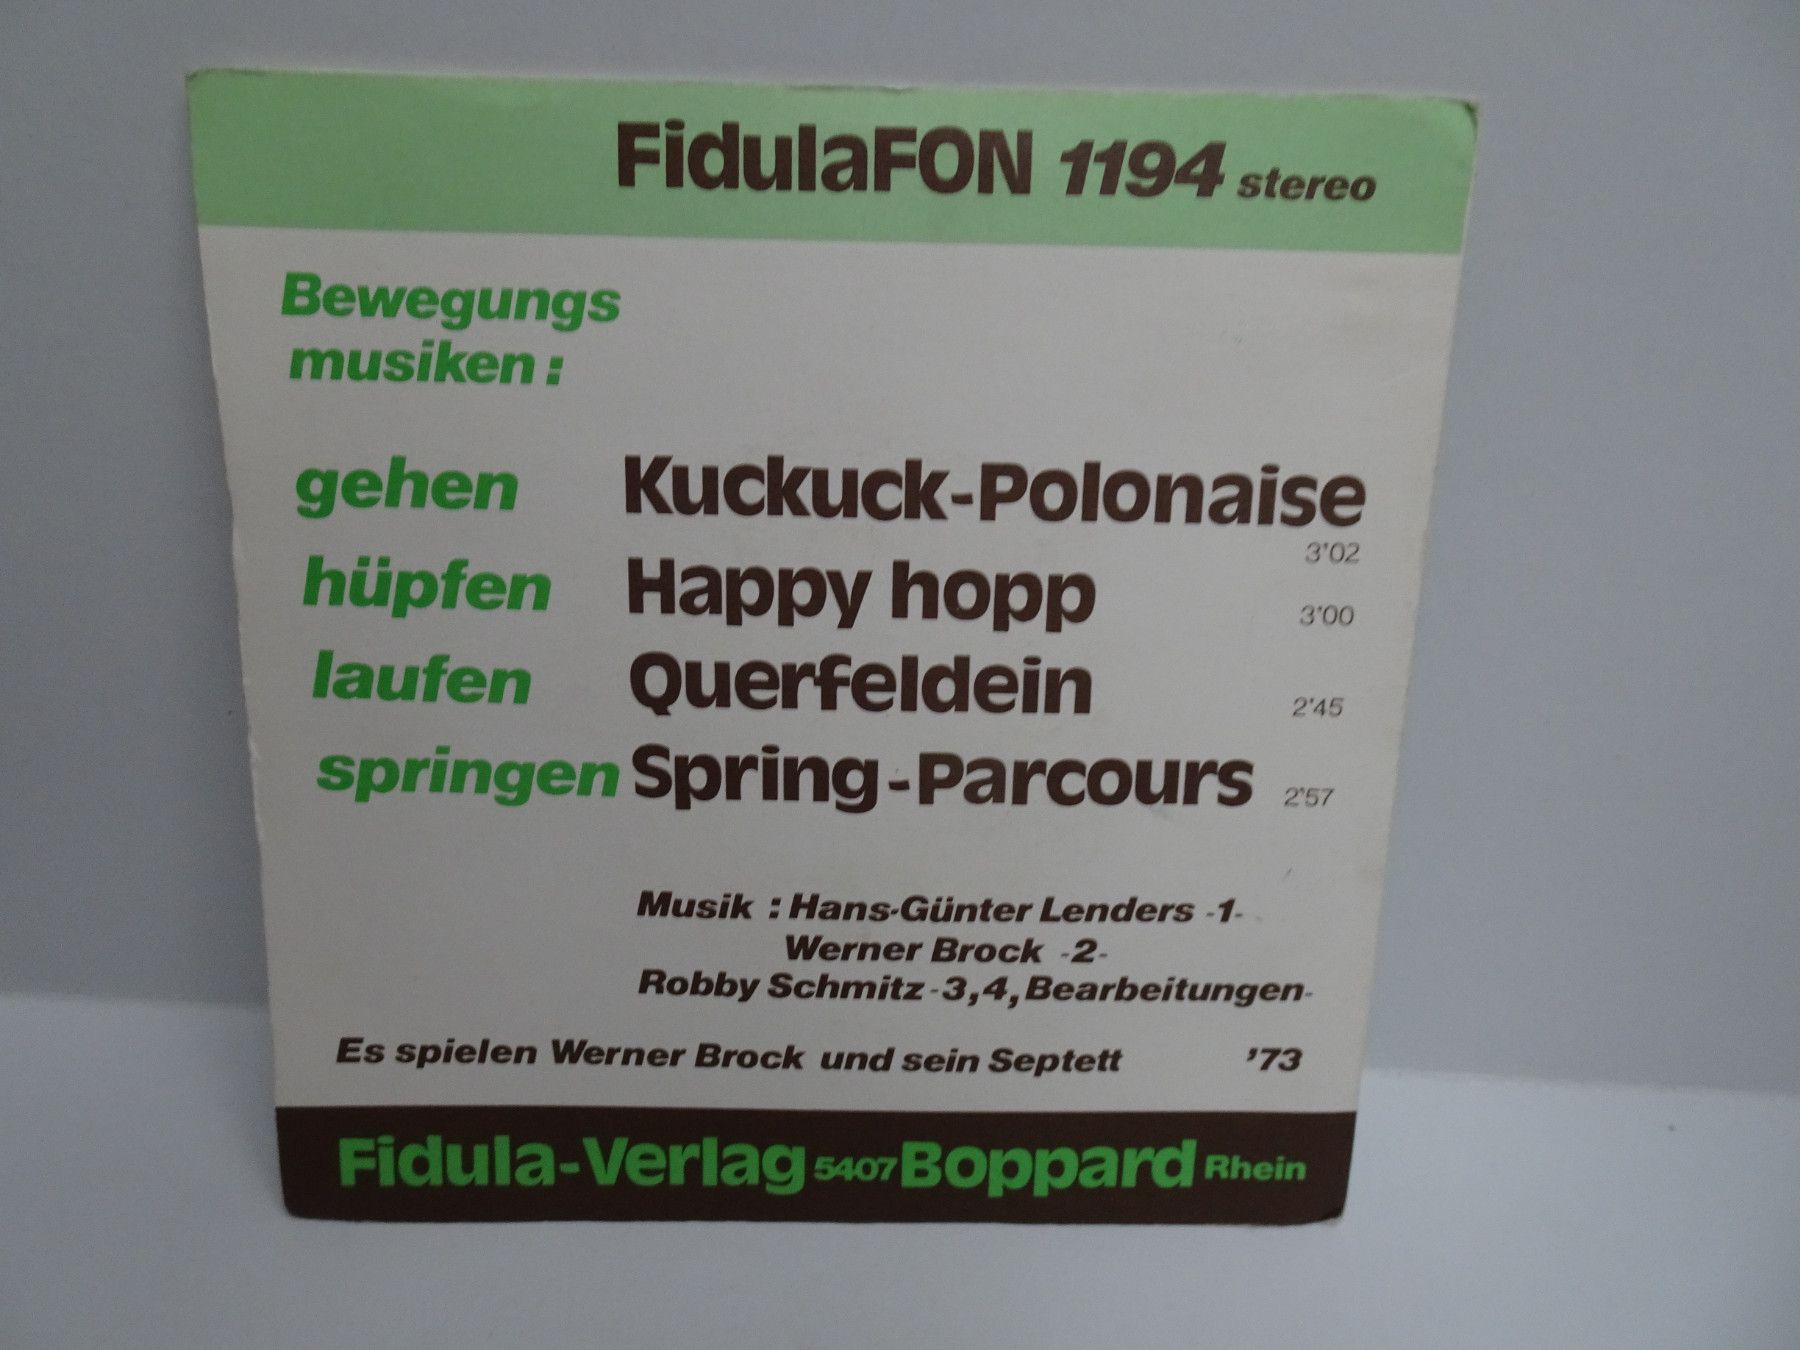 FidulaFON 1194 stereo
Bewegungs
musiken:
gehen Kuckuck-Polonaise
3'02
hüpfen Happy hopp 3'00
laufen Querfeldein 2'45
springen Spring-Parcours 2'57
Musik : Hans-Günter Lenders -1-
Werner Brock -2-
Robby Schmitz -3,4, Bearbeitungen-
Es spielen Werner Brock und sein Septett '73
Fidula-Verlag 5407 Boppard Rhein